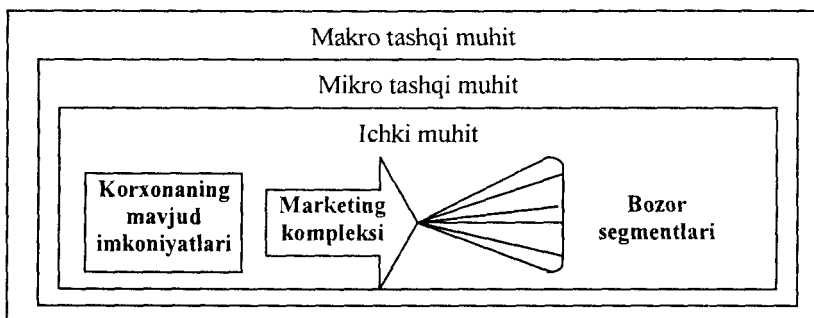 Makro tashqi muhit
Mikro tashqi muhit
Ichki muhit
Korxonaning
mavjud
imkoniyatlari
Marketing
kompleksi
Bozor
segmentlari